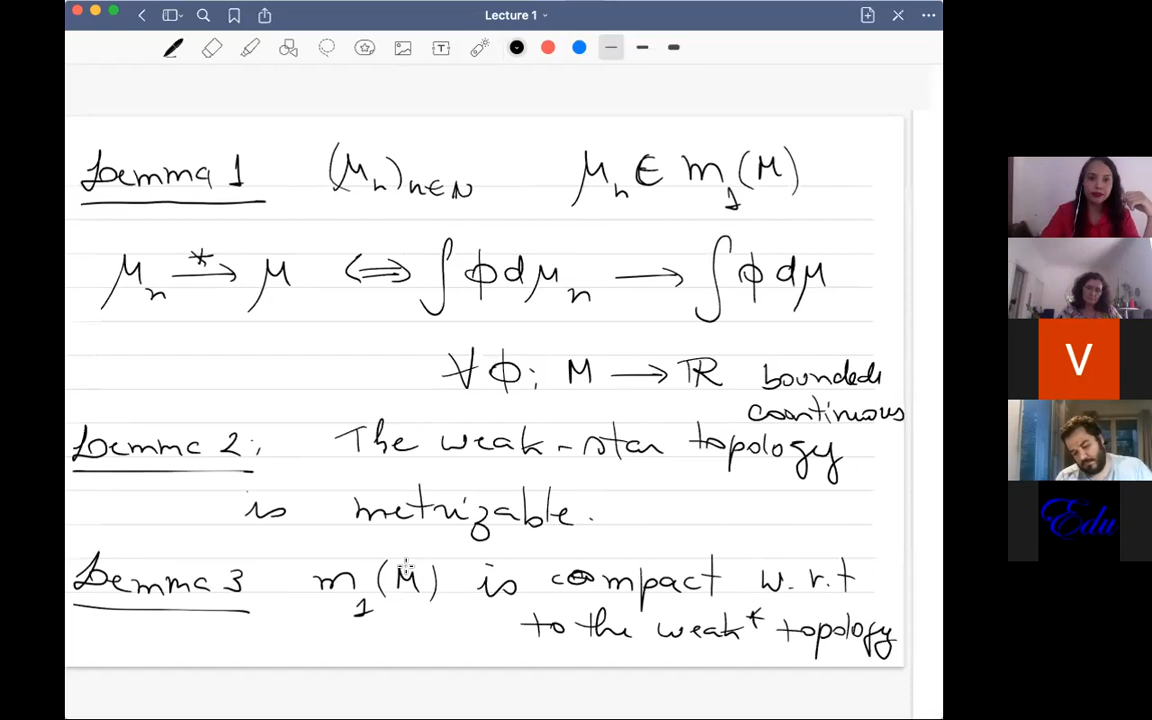 Lecture 1
Lemma 1 (μₙ)ₙ∈ℕ μₙ ∈ m₁(M)
μₙ *→ μ ⟺ ∫ϕdμₙ ⟶ ∫ϕdμ
∀ϕ: M ⟶ ℝ bounded
continuous
Lemma 2: The weak-star topology
is metrizable.
Lemma 3 m₁(M) is compact w.r.t
to the weak* topology
V
Edu